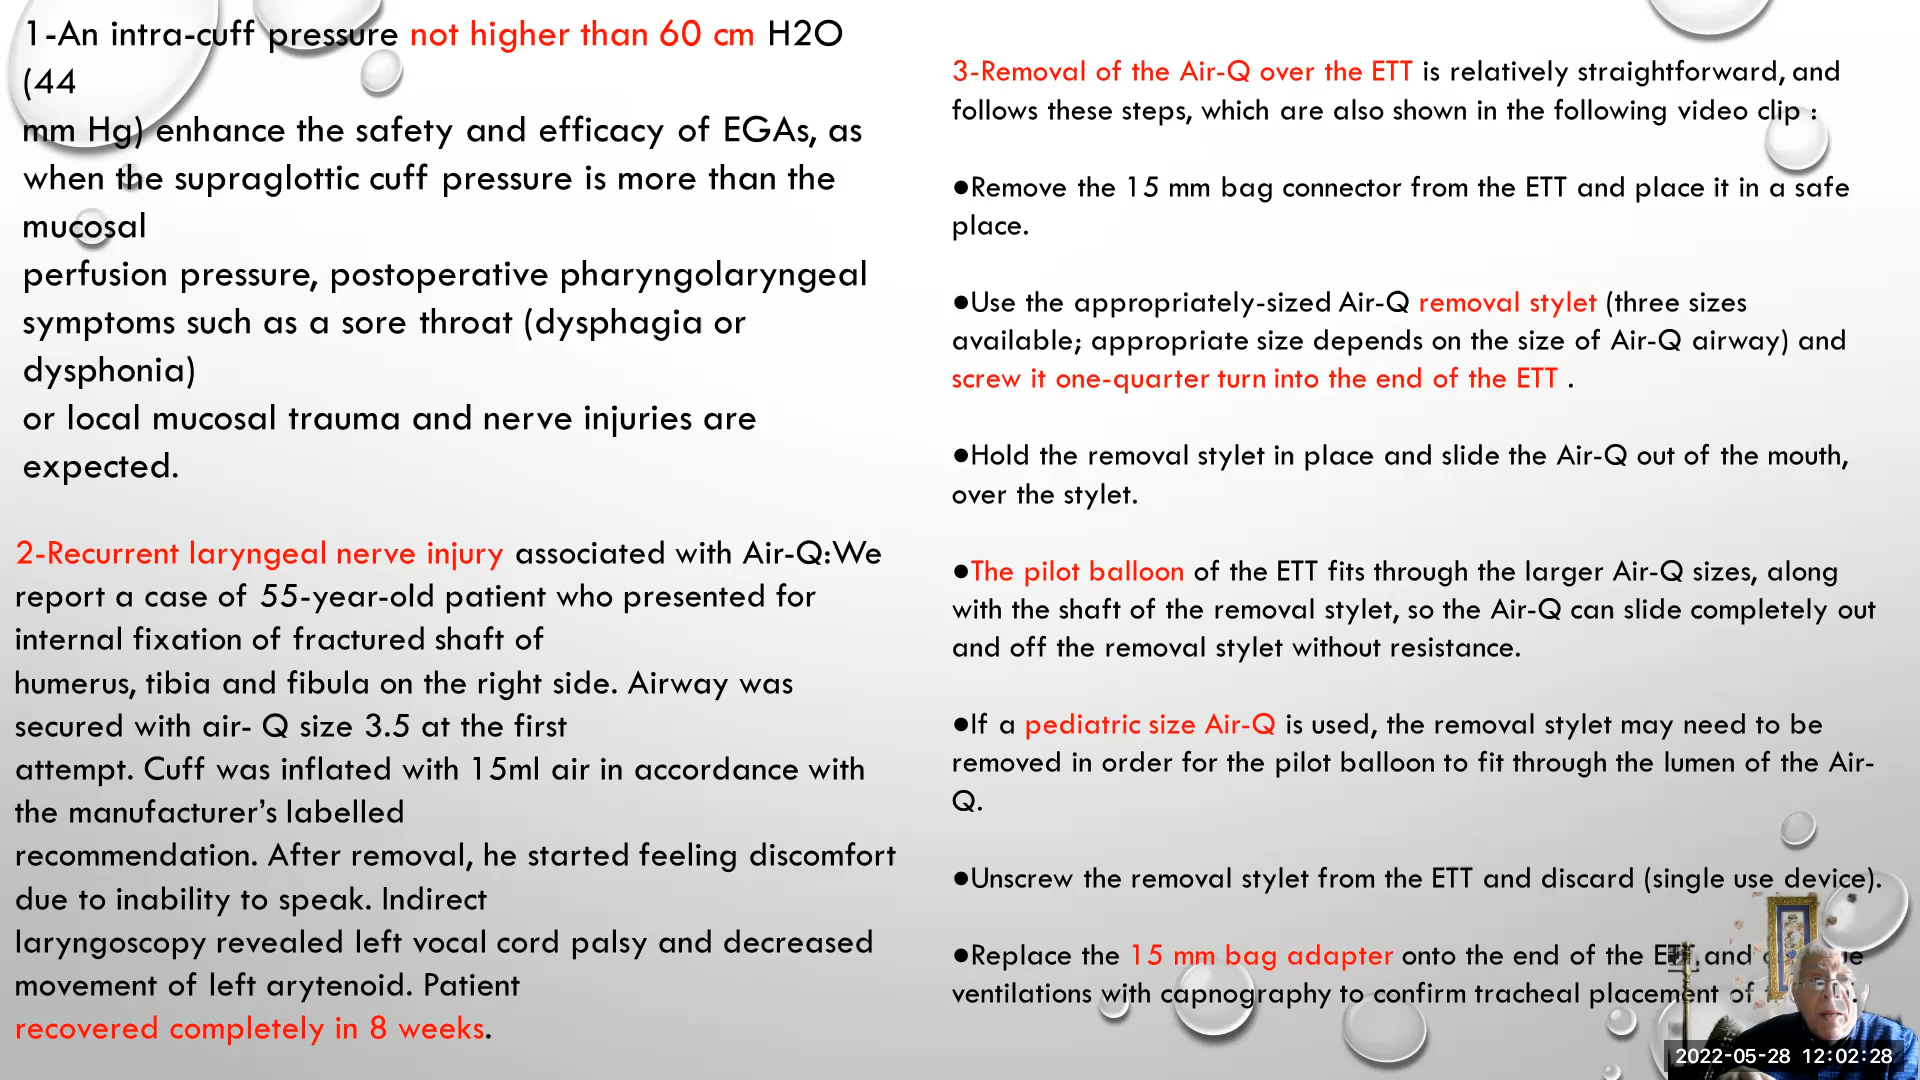 1-An intra-cuff pressure not higher than 60 cm H2O
(44
mm Hg) enhance the safety and efficacy of EGAs, as
when the supraglottic cuff pressure is more than the
mucosal
perfusion pressure, postoperative pharyngolaryngeal
symptoms such as a sore throat (dysphagia or
dysphonia)
or local mucosal trauma and nerve injuries are
expected.
2-Recurrent laryngeal nerve injury associated with Air-Q:We
report a case of 55-year-old patient who presented for
internal fixation of fractured shaft of
humerus, tibia and fibula on the right side. Airway was
secured with air- Q size 3.5 at the first
attempt. Cuff was inflated with 15ml air in accordance with
the manufacturer’s labelled
recommendation. After removal, he started feeling discomfort
due to inability to speak. Indirect
laryngoscopy revealed left vocal cord palsy and decreased
movement of left arytenoid. Patient
recovered completely in 8 weeks.
3-Removal of the Air-Q over the ETT is relatively straightforward, and
follows these steps, which are also shown in the following video clip :
●Remove the 15 mm bag connector from the ETT and place it in a safe
place.
●Use the appropriately-sized Air-Q removal stylet (three sizes
available; appropriate size depends on the size of Air-Q airway) and
screw it one-quarter turn into the end of the ETT .
●Hold the removal stylet in place and slide the Air-Q out of the mouth,
over the stylet.
●The pilot balloon of the ETT fits through the larger Air-Q sizes, along
with the shaft of the removal stylet, so the Air-Q can slide completely out
and off the removal stylet without resistance.
●If a pediatric size Air-Q is used, the removal stylet may need to be
removed in order for the pilot balloon to fit through the lumen of the Air-
Q.
●Unscrew the removal stylet from the ETT and discard (single use device).
●Replace the 15 mm bag adapter onto the end of the ETT and
ventilations with capnography to confirm tracheal placement of
2022-05-28 12:02:28